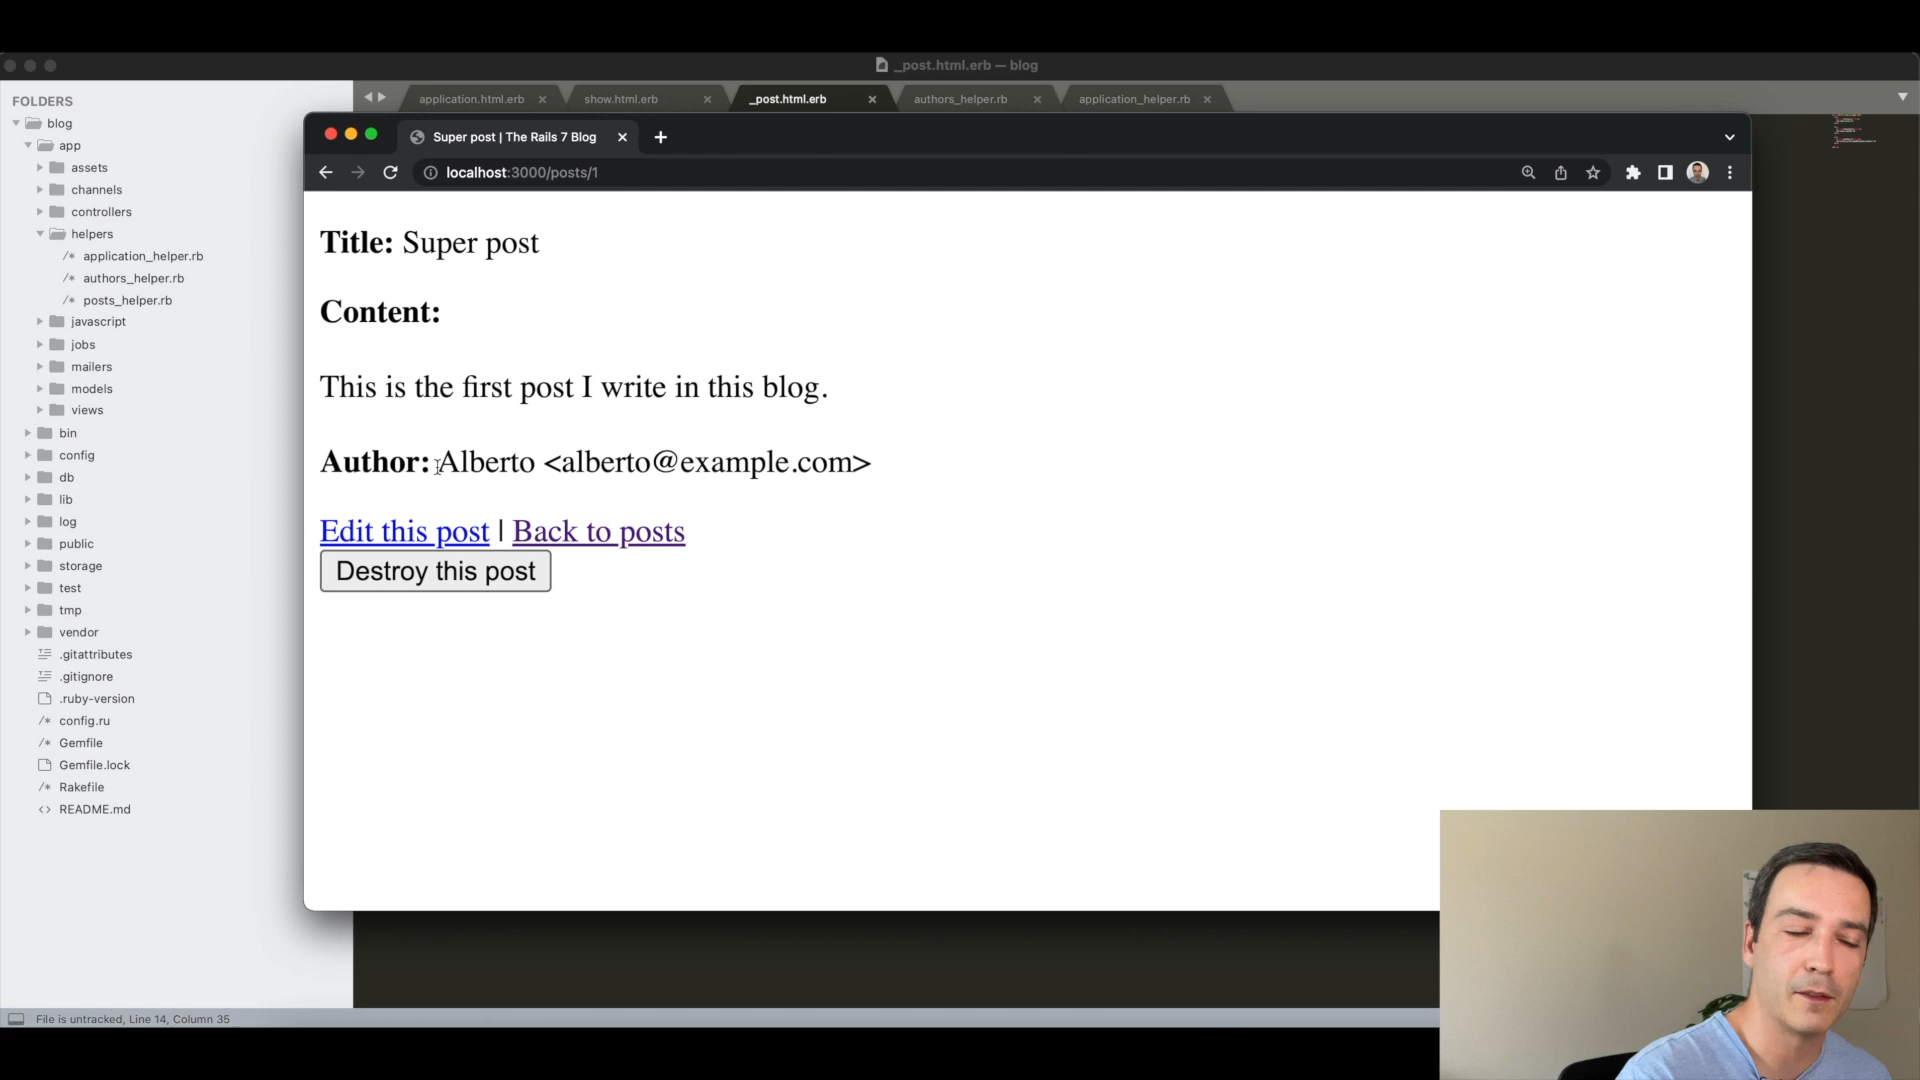 _post.html.erb — blog
FOLDERS
blog
app
assets
channels
controllers
helpers
application_helper.rb
authors_helper.rb
posts_helper.rb
javascript
jobs
mailers
models
views
bin
config
db
lib
log
public
storage
test
tmp
vendor
.gitattributes
.gitignore
.ruby-version
config.ru
Gemfile
Gemfile.lock
Rakefile
README.md
application.html.erb
show.html.erb
_post.html.erb
authors_helper.rb
application_helper.rb
Super post | The Rails 7 Blog
localhost:3000/posts/1
Title: Super post
Content:
This is the first post I write in this blog.
Author: Alberto <alberto@example.com>
Edit this post | Back to posts
Destroy this post
File is untracked, Line 14, Column 35